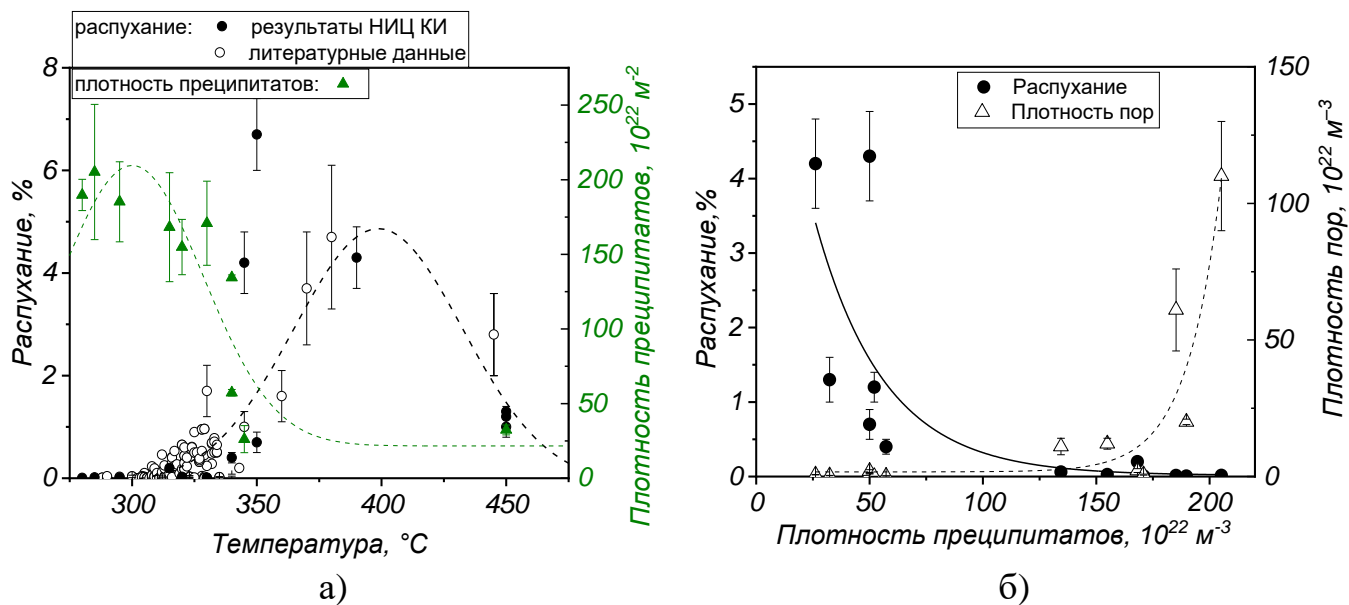 распухание: ● результаты НИЦ КИ
○ литературные данные
плотность преципитатов: ▲
8
6
4
2
0
Распухание, %
250
200
150
100
50
0
Плотность преципитатов, 10²² м⁻²
300 350 400 450
Температура, °C
а)
● Распухание
△ Плотность пор
5
4
3
2
1
0
Распухание,%
150
100
50
0
Плотность пор, 10²² м⁻³
0 50 100 150 200
Плотность преципитатов, 10²² м⁻³
б)